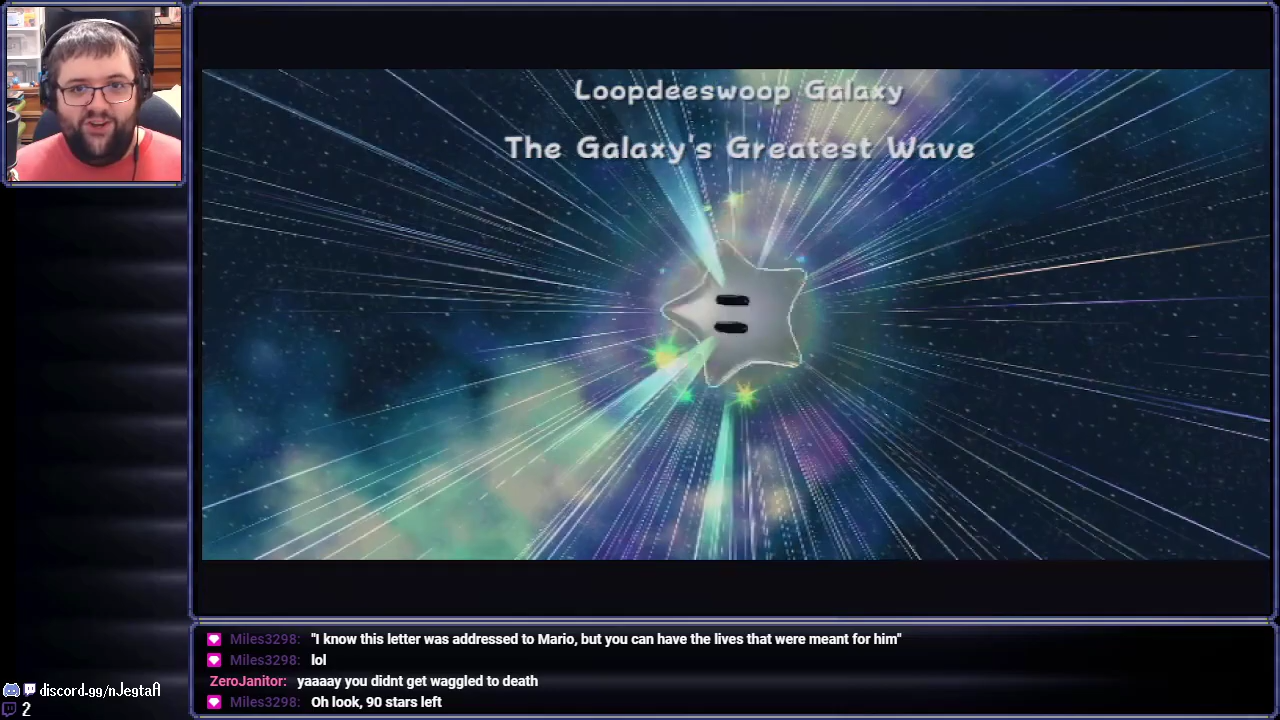 Loopdeeswoop Galaxy
The Galaxy's Greatest Wave
Miles3298: "I know this letter was addressed to Mario, but you can have the lives that were meant for him"
Miles3298: lol
ZeroJanitor: yaaaay you didnt get waggled to death
Miles3298: Oh look, 90 stars left
discord.gg/nJegtaA
2